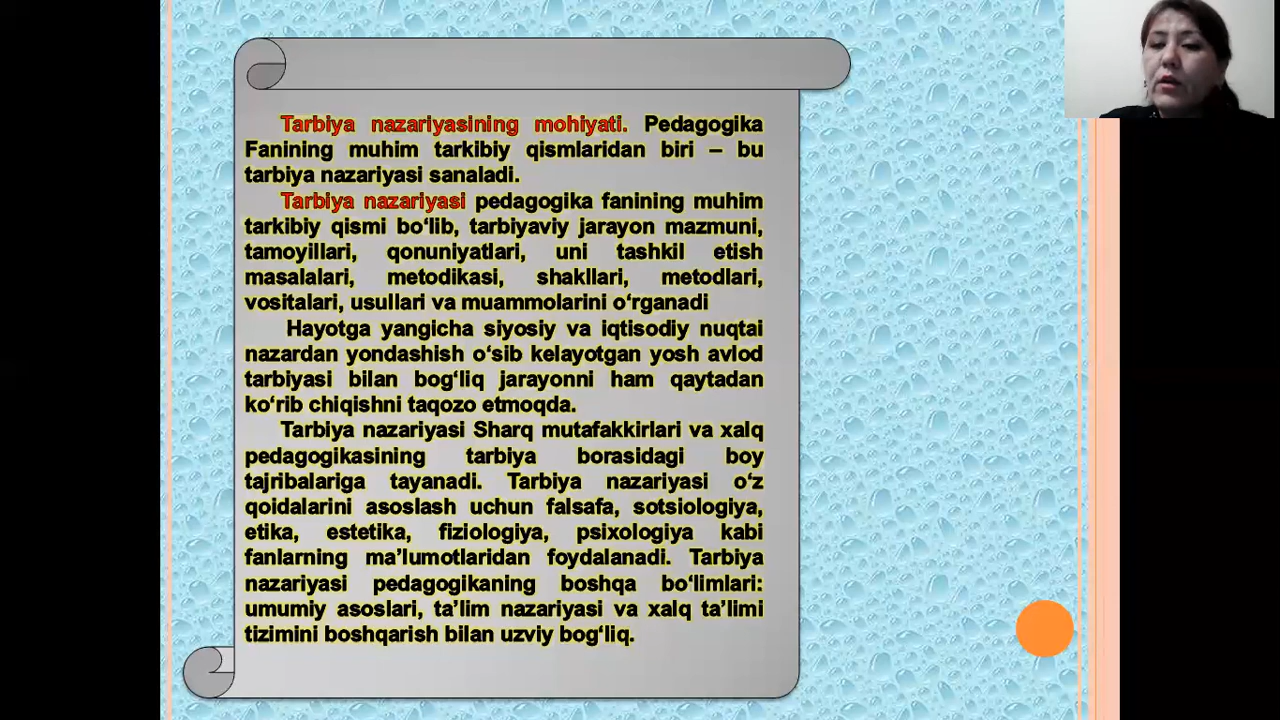 Tarbiya nazariyasining mohiyati. Pedagogika
Fanining muhim tarkibiy qismlaridan biri – bu
tarbiya nazariyasi sanaladi.
Tarbiya nazariyasi pedagogika fanining muhim
tarkibiy qismi bo‘lib, tarbiyaviy jarayon mazmuni,
tamoyillari, qonuniyatlari, uni tashkil etish
masalalari, metodikasi, shakllari, metodlari,
vositalari, usullari va muammolarini o‘rganadi
Hayotga yangicha siyosiy va iqtisodiy nuqtai
nazardan yondashish o‘sib kelayotgan yosh avlod
tarbiyasi bilan bog‘liq jarayonni ham qaytadan
ko‘rib chiqishni taqozo etmoqda.
Tarbiya nazariyasi Sharq mutafakkirlari va xalq
pedagogikasining tarbiya borasidagi boy
tajribalariga tayanadi. Tarbiya nazariyasi o‘z
qoidalarini asoslash uchun falsafa, sotsiologiya,
etika, estetika, fiziologiya, psixologiya kabi
fanlarning ma’lumotlaridan foydalanadi. Tarbiya
nazariyasi pedagogikaning boshqa bo‘limlari:
umumiy asoslari, ta’lim nazariyasi va xalq ta’limi
tizimini boshqarish bilan uzviy bog‘liq.